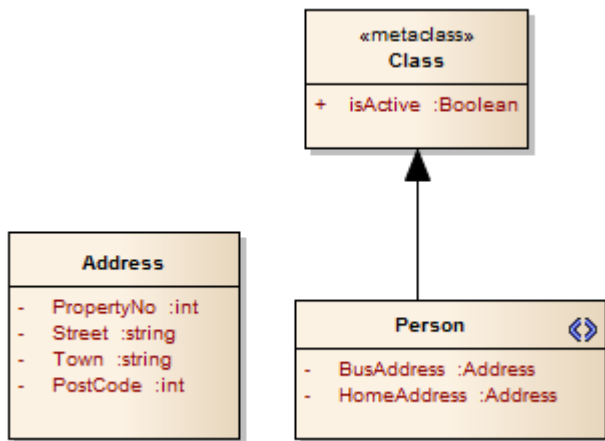 «metaclass»
Class
+ isActive :Boolean
Address
- PropertyNo :int
- Street :string
- Town :string
- PostCode :int
Person
- BusAddress :Address
- HomeAddress :Address